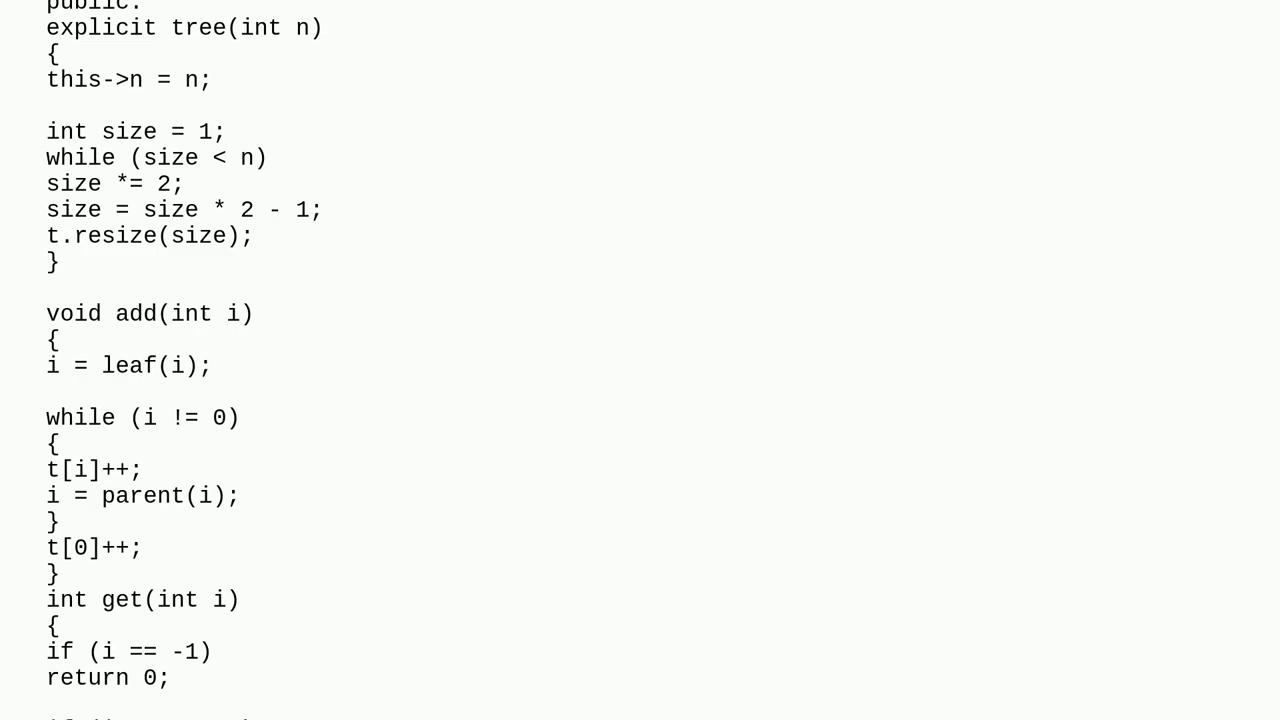 public:
explicit tree(int n)
{
this->n = n;
int size = 1;
while (size < n)
size *= 2;
size = size * 2 - 1;
t.resize(size);
}
void add(int i)
{
i = leaf(i);
while (i != 0)
{
t[i]++;
i = parent(i);
}
t[0]++;
}
int get(int i)
{
if (i == -1)
return 0;